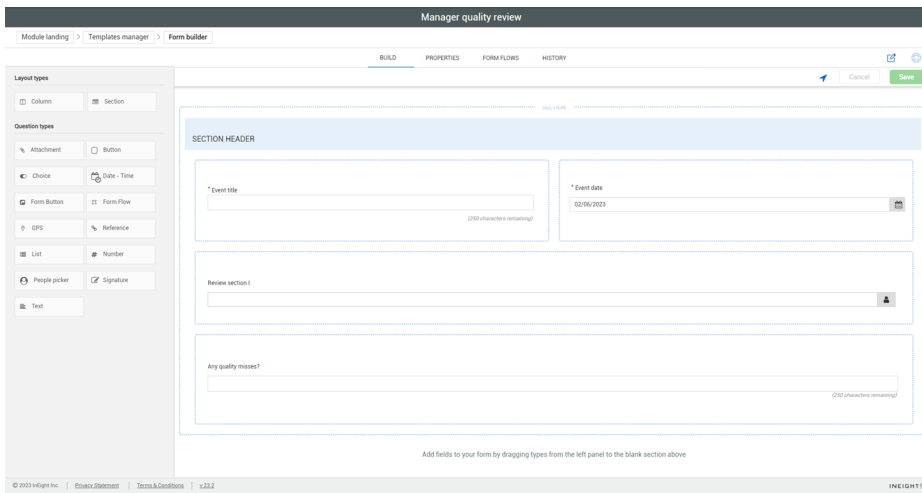 Manager quality review
Module landing > Templates manager > Form builder
BUILD PROPERTIES FORM FLOWS HISTORY
Cancel Save
Layout types
Column Section
Question types
Attachment Button
Choice Date - Time
Form Button Form Flow
GPS Reference
List Number
People picker Signature
Text
SECTION
SECTION HEADER
* Event title
(250 characters remaining)
* Event date
02/06/2023
Review section I
Any quality misses?
(250 characters remaining)
Add fields to your form by dragging types from the left panel to the blank section above
© 2023 InEight Inc. | Privacy Statement | Terms & Conditions | v 23.2
INEIGHT